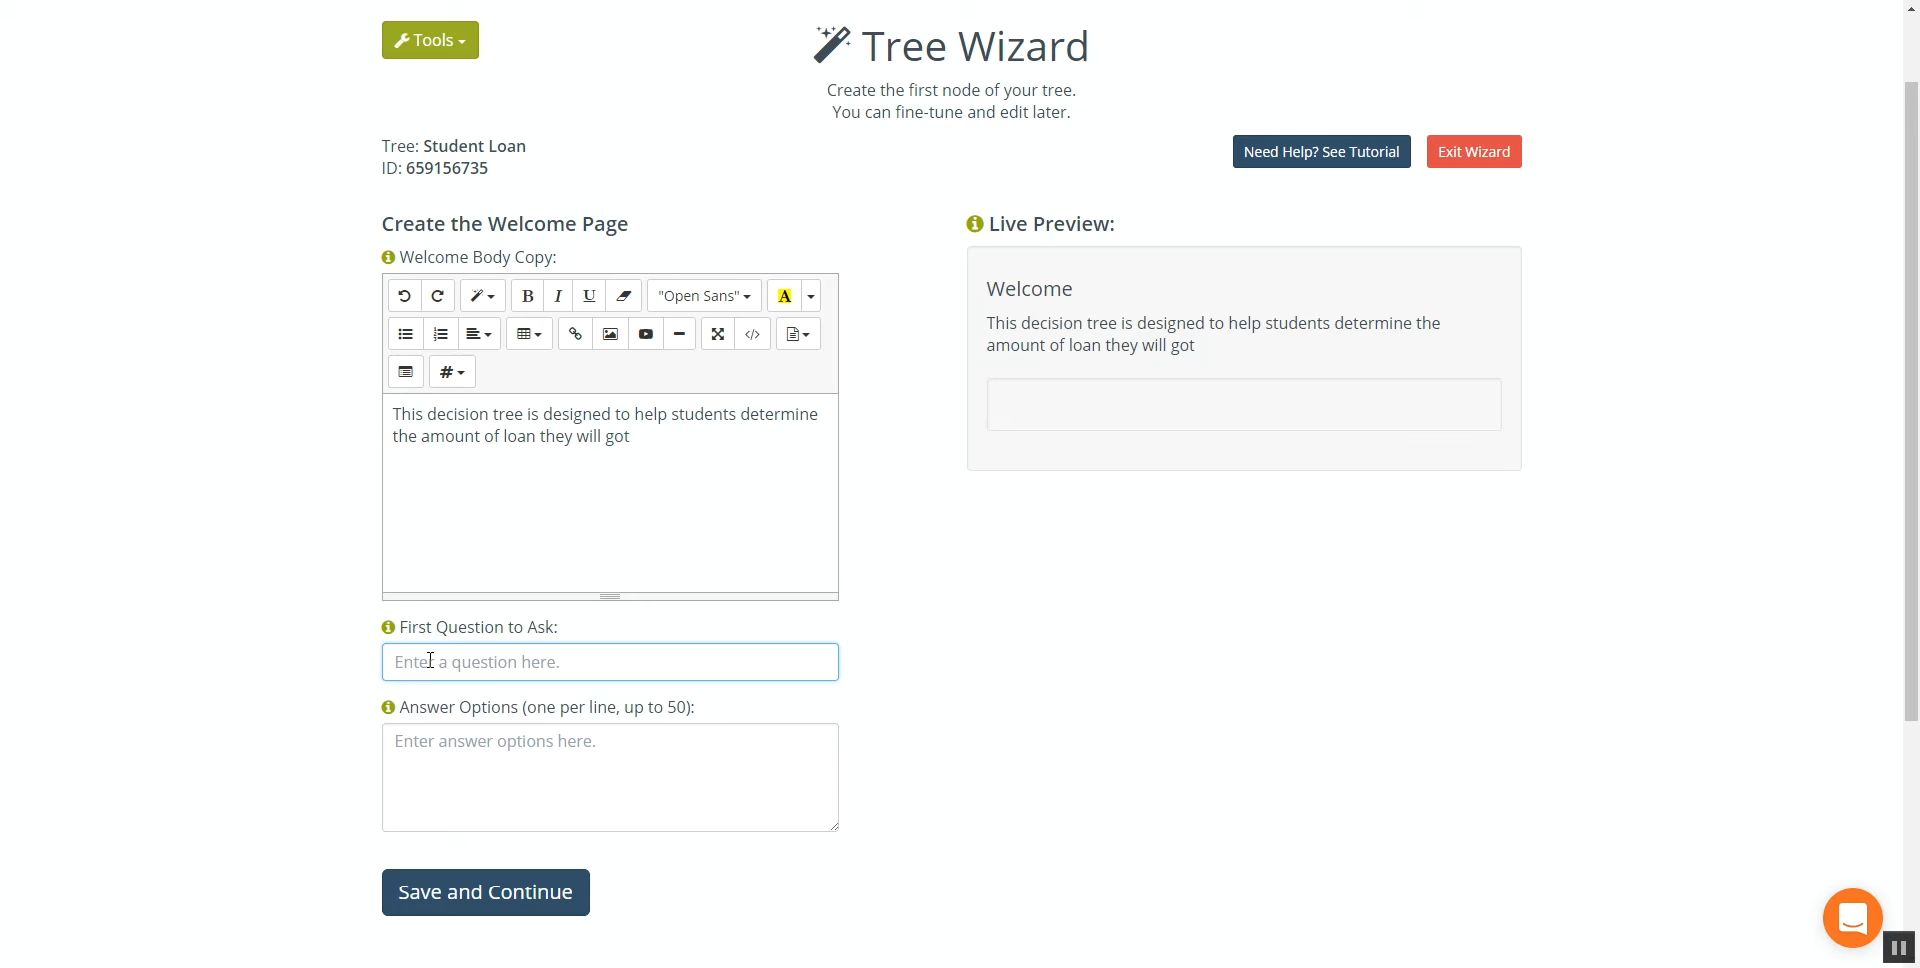 Tools
Tree Wizard
Create the first node of your tree.
You can fine-tune and edit later.
Tree: Student Loan
ID: 659156735
Need Help? See Tutorial
Exit Wizard
Create the Welcome Page
Welcome Body Copy:
B I U "Open Sans" A
</>
#
This decision tree is designed to help students determine
the amount of loan they will got
First Question to Ask:
Enter a question here.
Answer Options (one per line, up to 50):
Enter answer options here.
Save and Continue
Live Preview:
Welcome
This decision tree is designed to help students determine the
amount of loan they will got